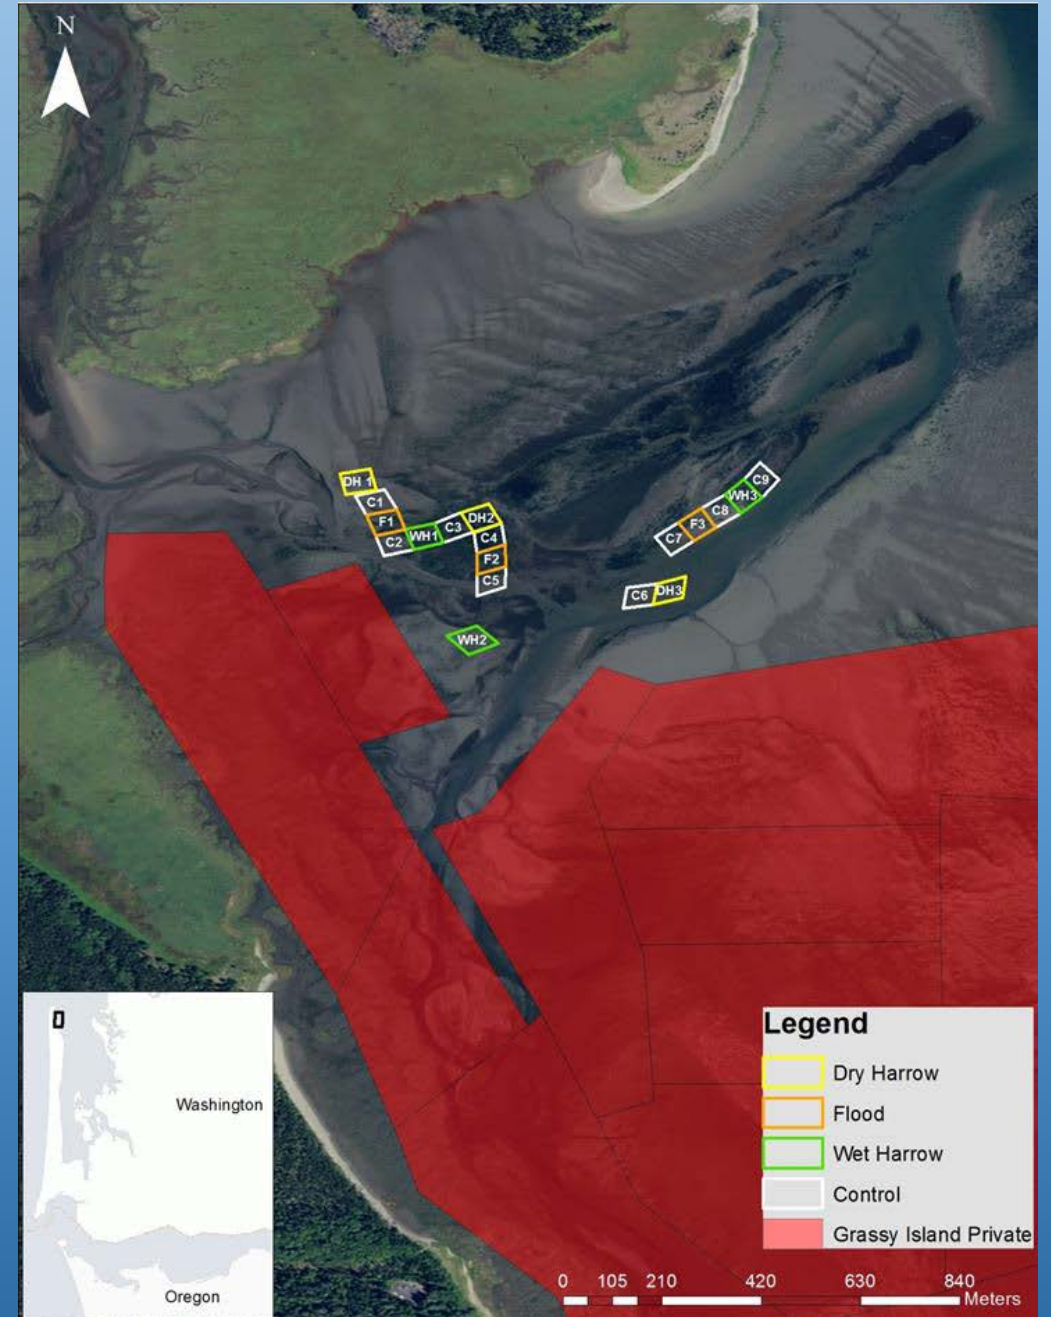 N
DH 1
C1
F1
C2
WH1
C3
DH2
C4
F2
C5
WH2
C6
DH3
C7
F3
C8
WH3
C9
Washington
Oregon
Legend
Dry Harrow
Flood
Wet Harrow
Control
Grassy Island Private
0 105 210 420 630 840
Meters